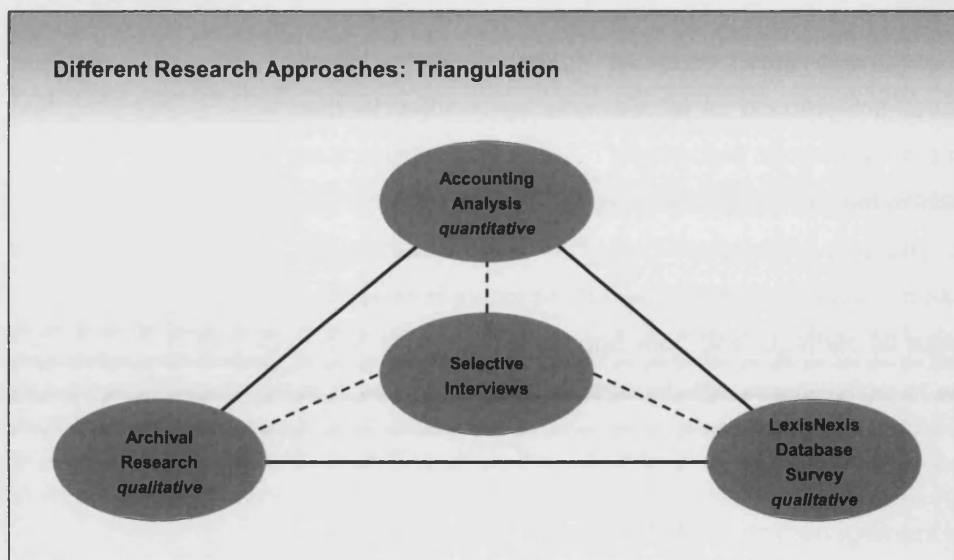 Different Research Approaches: Triangulation
Accounting
Analysis
quantitative
Selective
Interviews
Archival
Research
qualitative
LexisNexis
Database
Survey
qualitative